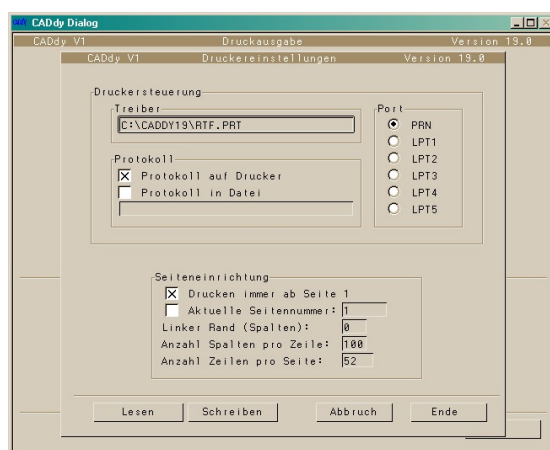 CADdy CADdy Dialog
CADdy V1 Druckausgabe Version 19.0
CADdy V1 Druckereinstellungen Version 19.0
Druckersteuerung
Treiber
C:\CADDY19\RTF.PRT
Port
PRN
LPT1
LPT2
LPT3
LPT4
LPT5
Protokoll
Protokoll auf Drucker
Protokoll in Datei
Seiteneinrichtung
Drucken immer ab Seite 1
Aktuelle Seitennummer: 1
Linker Rand (Spalten): 0
Anzahl Spalten pro Zeile: 100
Anzahl Zeilen pro Seite: 52
Lesen Schreiben Abbruch Ende